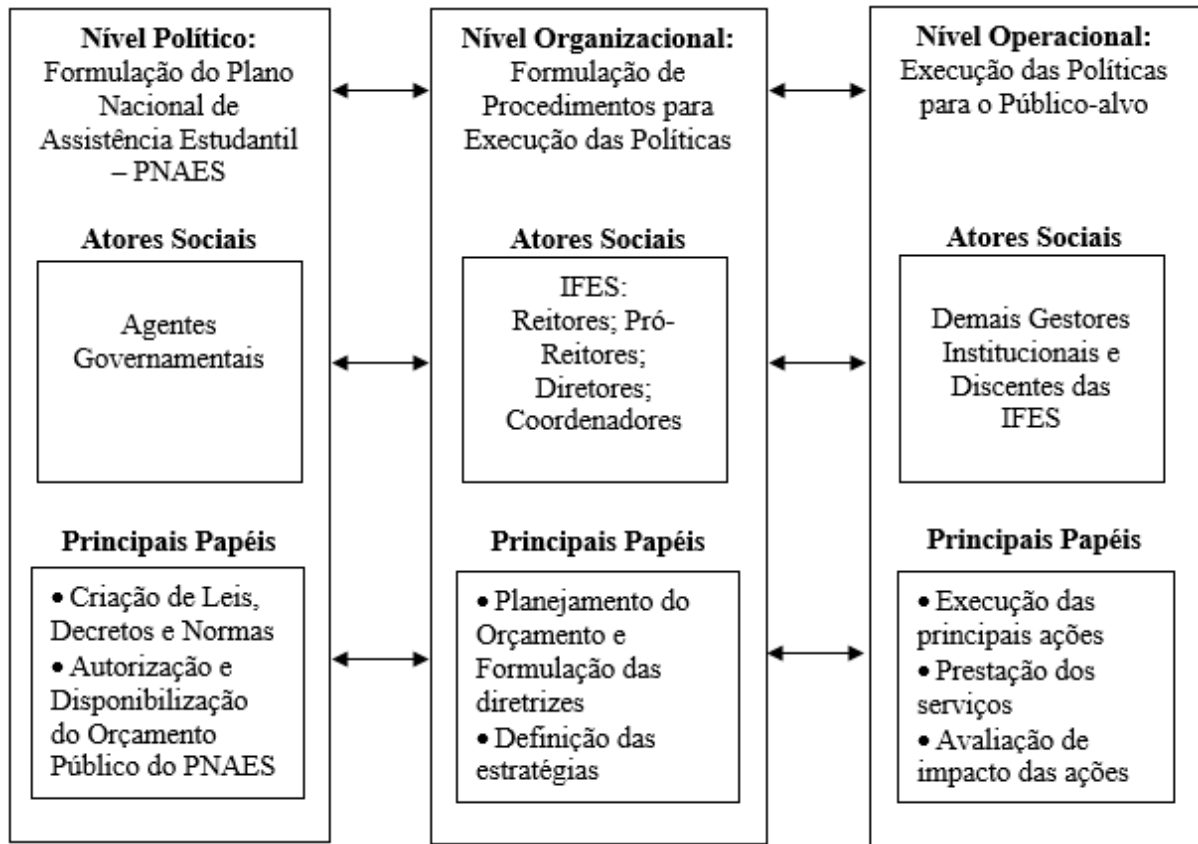 Nível Político:
Formulação do Plano
Nacional de
Assistência Estudantil
– PNAES
Atores Sociais
Agentes
Governamentais
Principais Papéis
• Criação de Leis,
Decretos e Normas
• Autorização e
Disponibilização
do Orçamento
Público do PNAES
Nível Organizacional:
Formulação de
Procedimentos para
Execução das Políticas
Atores Sociais
IFES:
Reitores; Pró-
Reitores;
Diretores;
Coordenadores
Principais Papéis
• Planejamento do
Orçamento e
Formulação das
diretrizes
• Definição das
estratégias
Nível Operacional:
Execução das Políticas
para o Público-alvo
Atores Sociais
Demais Gestores
Institucionais e
Discentes das
IFES
Principais Papéis
• Execução das
principais ações
• Prestação dos
serviços
• Avaliação de
impacto das ações